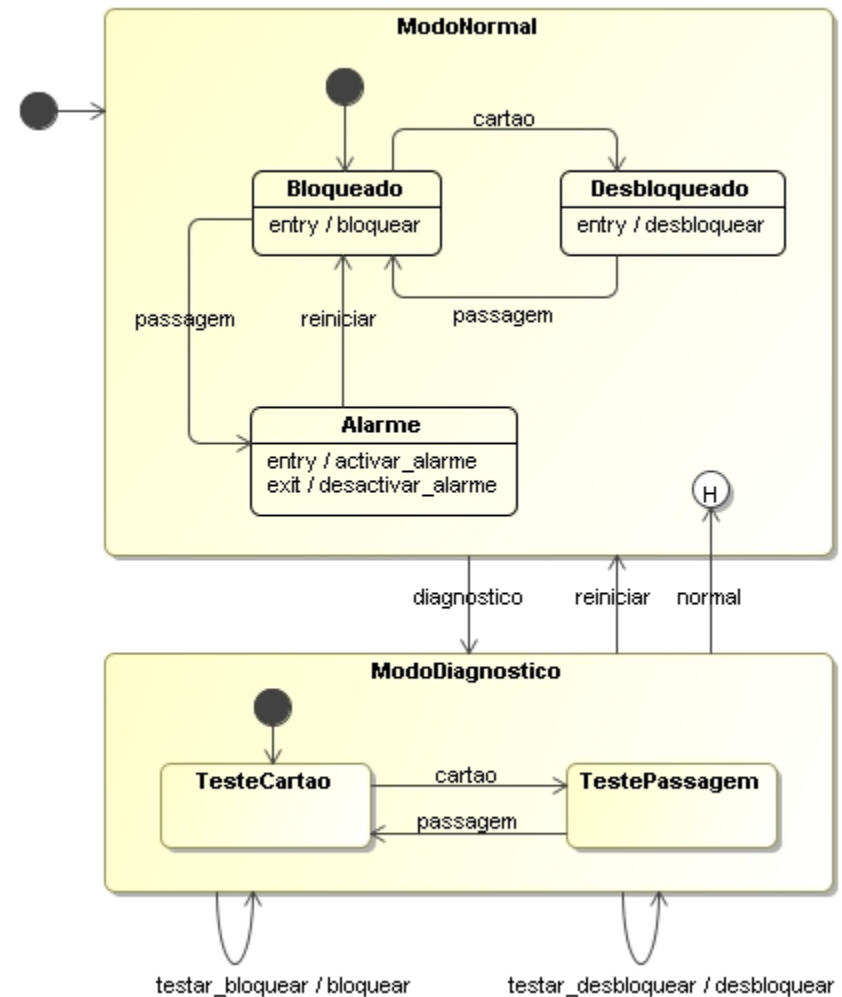 ModoNormal
cartao
Bloqueado
entry / bloquear
Desbloqueado
entry / desbloquear
passagem
reiniciar
passagem
Alarme
entry / activar_alarme
exit / desactivar_alarme
H
diagnostico
reiniciar
normal
ModoDiagnostico
TesteCartao
cartao
TestePassagem
passagem
testar_bloquear / bloquear
testar_desbloquear / desbloquear